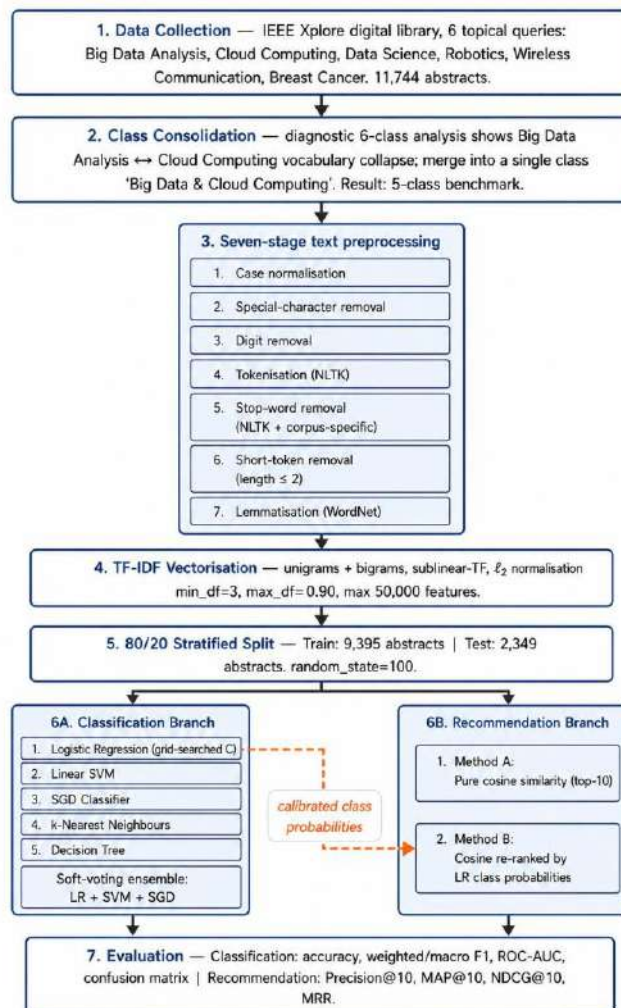 1. Data Collection — IEEE Xplore digital library, 6 topical queries:
Big Data Analysis, Cloud Computing, Data Science, Robotics, Wireless
Communication, Breast Cancer. 11,744 abstracts.
2. Class Consolidation — diagnostic 6-class analysis shows Big Data
Analysis ↔ Cloud Computing vocabulary collapse; merge into a single class
'Big Data & Cloud Computing'. Result: 5-class benchmark.
3. Seven-stage text preprocessing
1. Case normalisation
2. Special-character removal
3. Digit removal
4. Tokenisation (NLTK)
5. Stop-word removal
(NLTK + corpus-specific)
6. Short-token removal
(length ≤ 2)
7. Lemmatisation (WordNet)
4. TF-IDF Vectorisation — unigrams + bigrams, sublinear-TF, ℓ₂ normalisation
min_df=3, max_df=0.90, max 50,000 features.
5. 80/20 Stratified Split — Train: 9,395 abstracts | Test: 2,349
abstracts. random_state=100.
6A. Classification Branch
1. Logistic Regression (grid-searched C)
2. Linear SVM
3. SGD Classifier
4. k-Nearest Neighbours
5. Decision Tree
Soft-voting ensemble:
LR + SVM + SGD
calibrated class
probabilities
6B. Recommendation Branch
1. Method A:
Pure cosine similarity (top-10)
2. Method B:
Cosine re-ranked by
LR class probabilities
7. Evaluation — Classification: accuracy, weighted/macro F1, ROC-AUC,
confusion matrix | Recommendation: Precision@10, MAP@10, NDCG@10,
MRR.